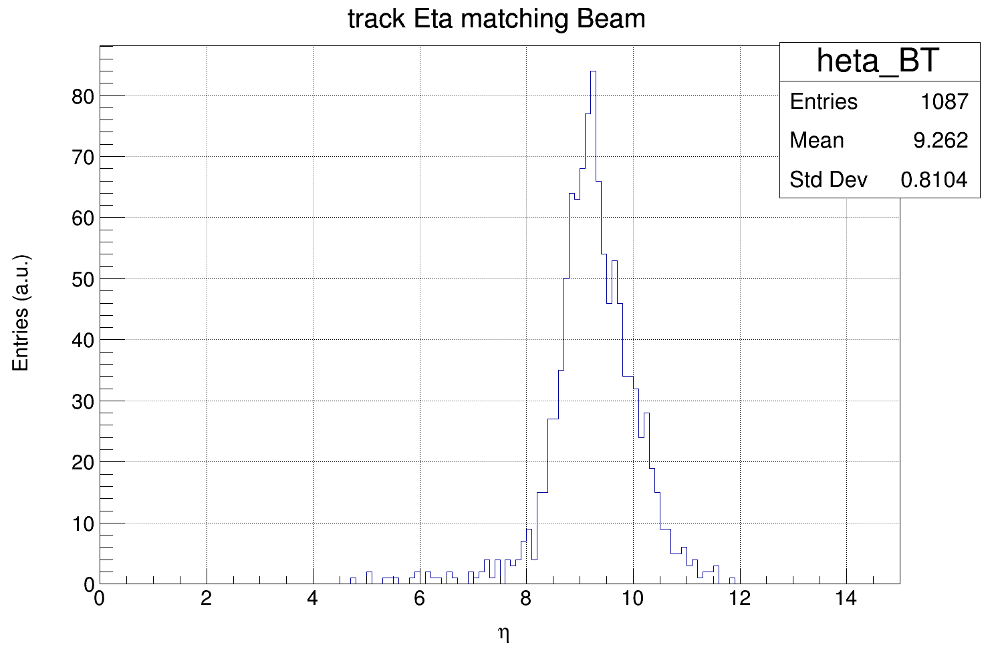 track Eta matching Beam
heta_BT
Entries 1087
Mean 9.262
Std Dev 0.8104
80
70
60
50
40
30
20
10
0
Entries (a.u.)
0 2 4 6 8 10 12 14
η